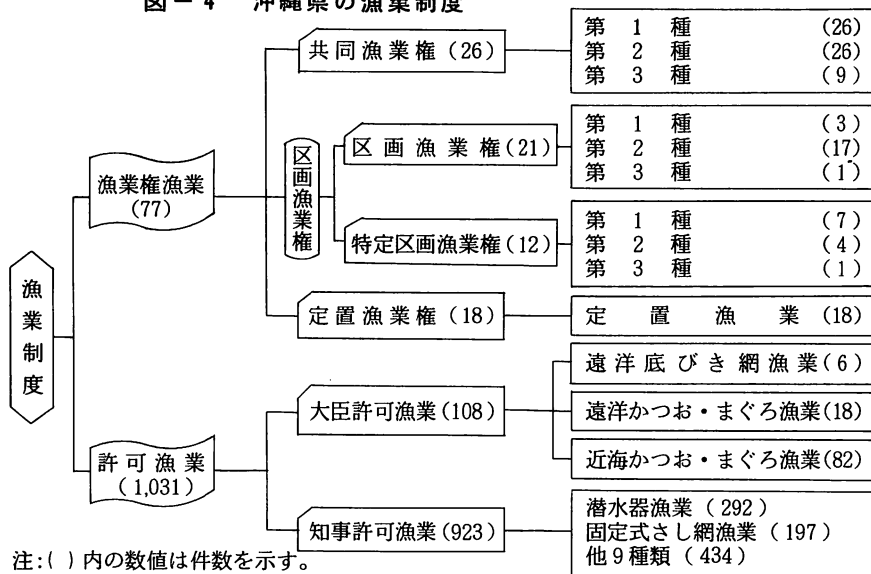 図－4 沖縄県の漁業制度
漁業制度
漁業権漁業
(77)
共同漁業権(26)
第1種 (26)
第2種 (26)
第3種 (9)
区画漁業権
区画漁業権(21)
第1種 (3)
第2種 (17)
第3種 (1)
特定区画漁業権(12)
第1種 (7)
第2種 (4)
第3種 (1)
定置漁業権(18)
定置漁業 (18)
許可漁業
(1,031)
大臣許可漁業(108)
遠洋底びき網漁業(6)
遠洋かつお・まぐろ漁業(18)
近海かつお・まぐろ漁業(82)
知事許可漁業(923)
潜水器漁業(292)
固定式さし網漁業(197)
他9種類(434)
注:( )内の数値は件数を示す。